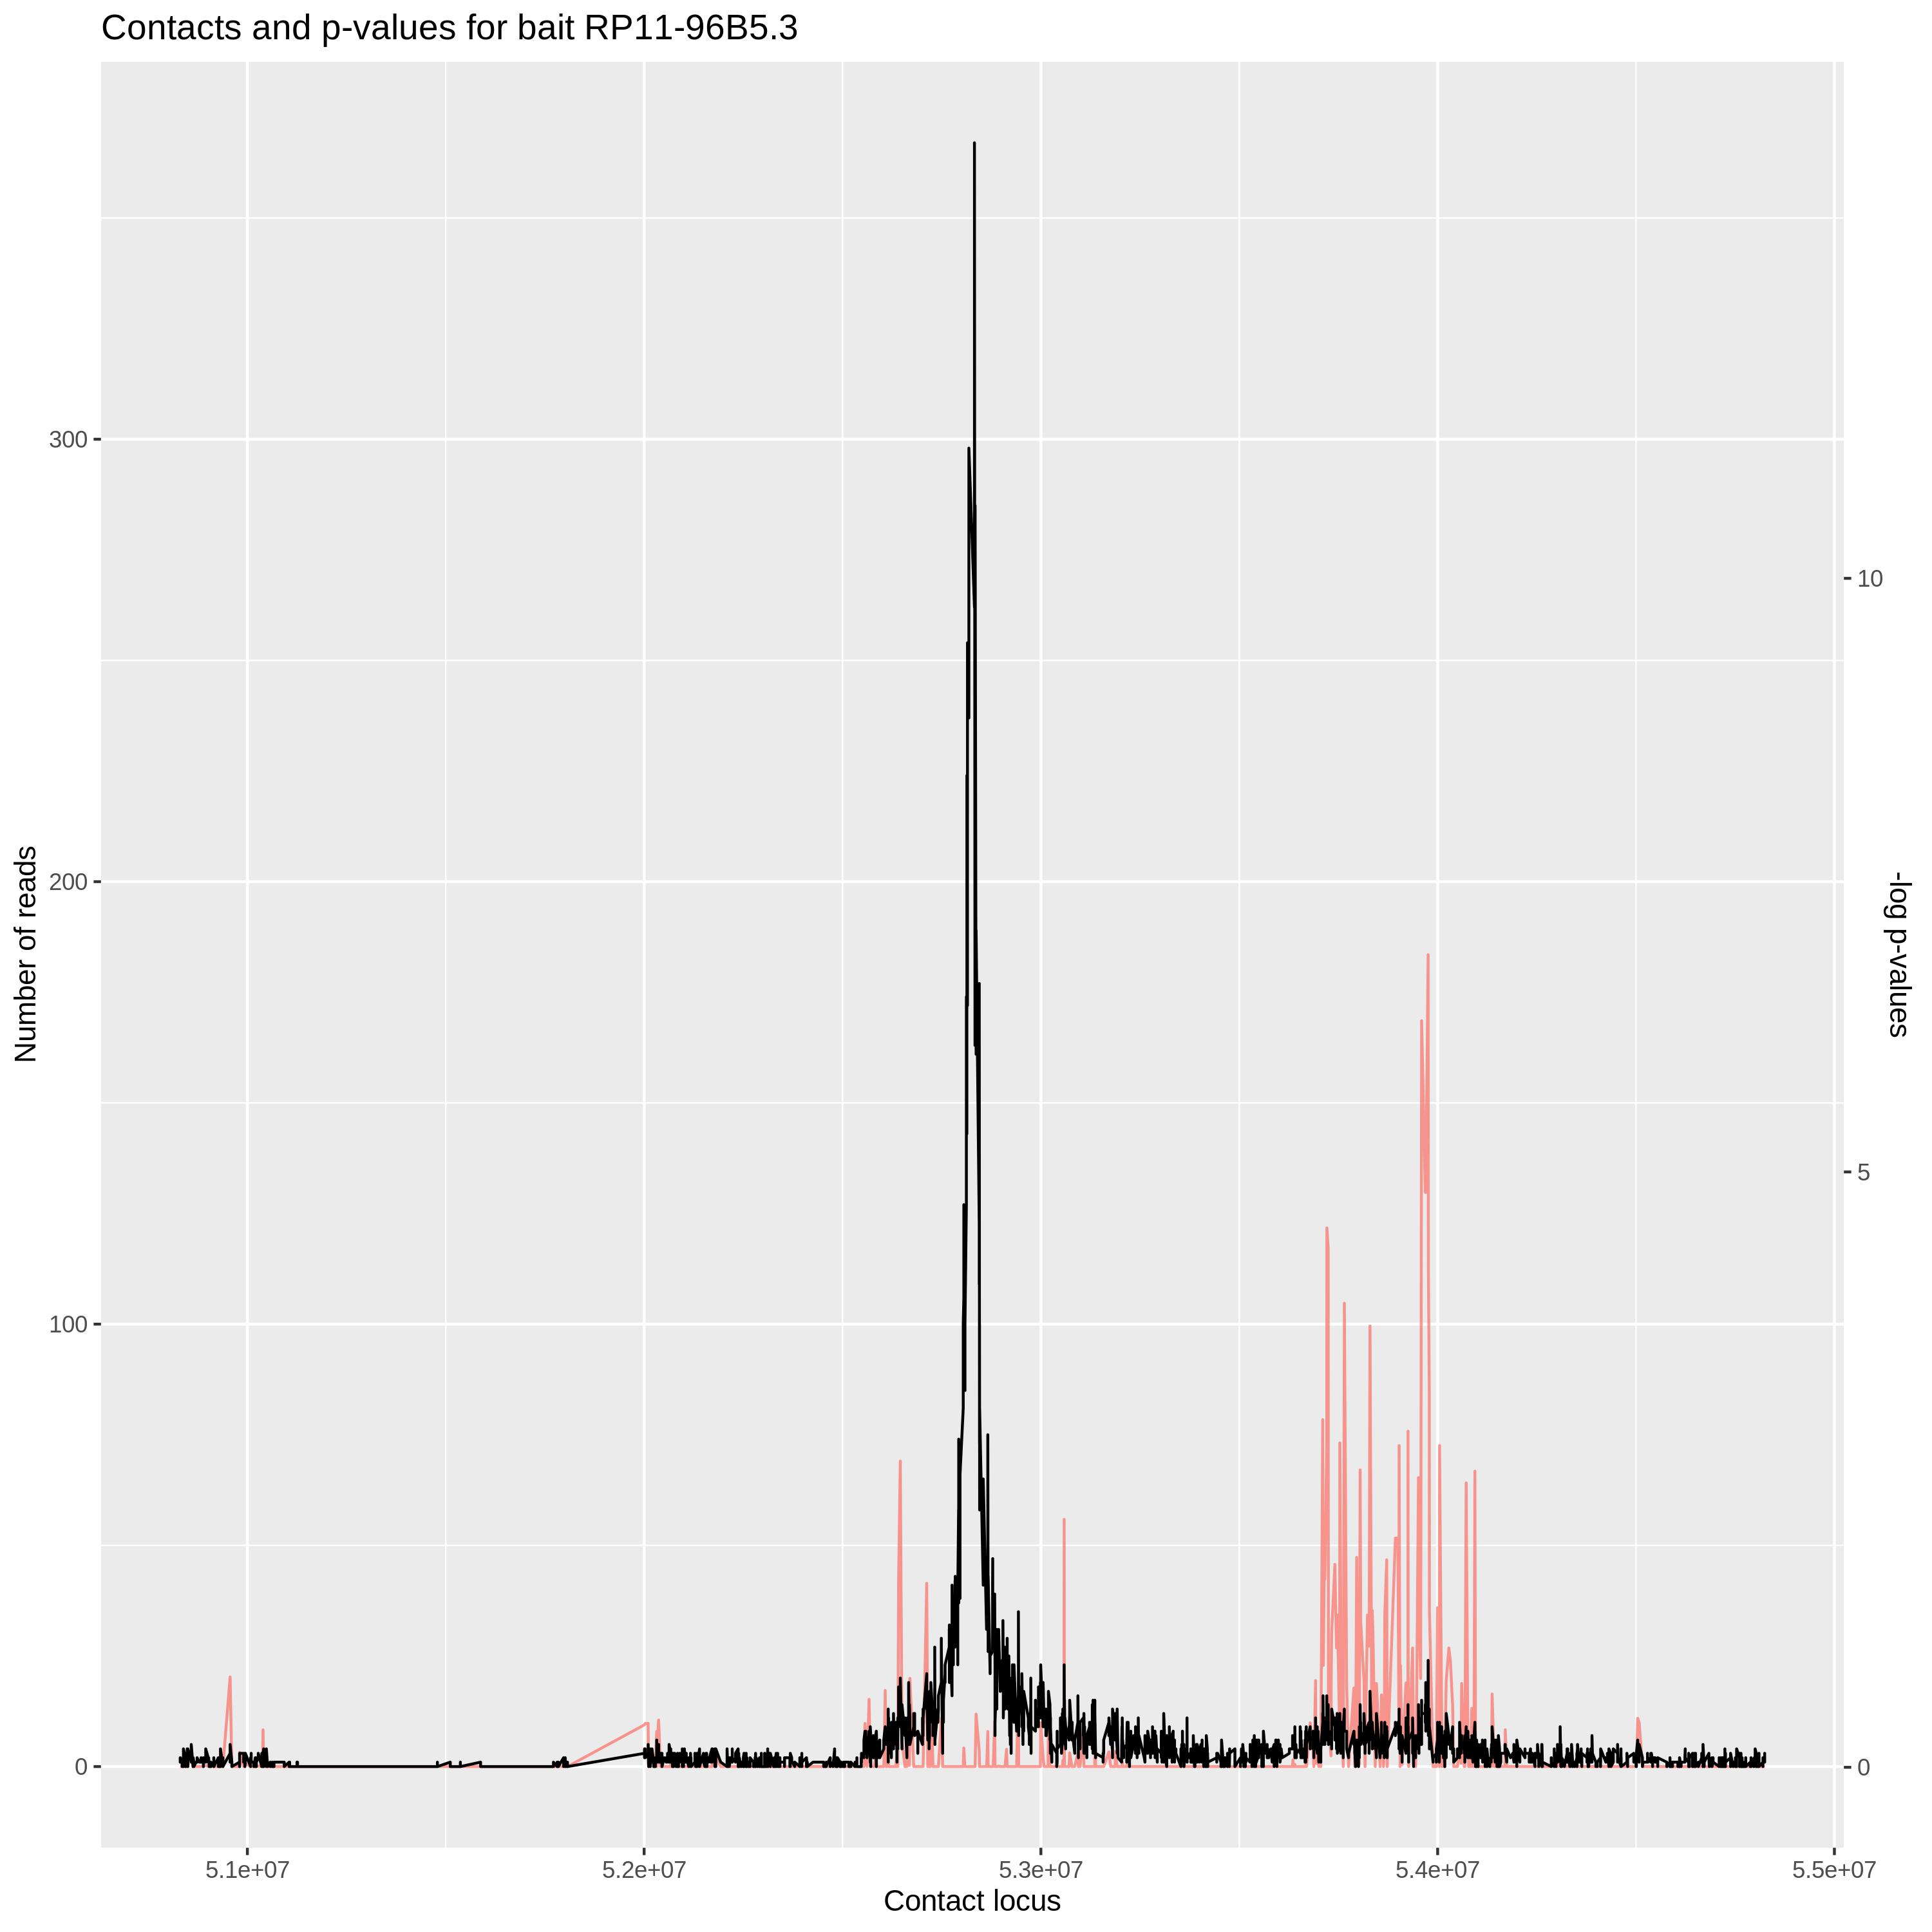 Contacts and p-values for bait RP11-96B5.3
Number of reads
300
200
100
0
10
5
0
-log p-values
5.1e+07 5.2e+07 5.3e+07 5.4e+07 5.5e+07
Contact locus